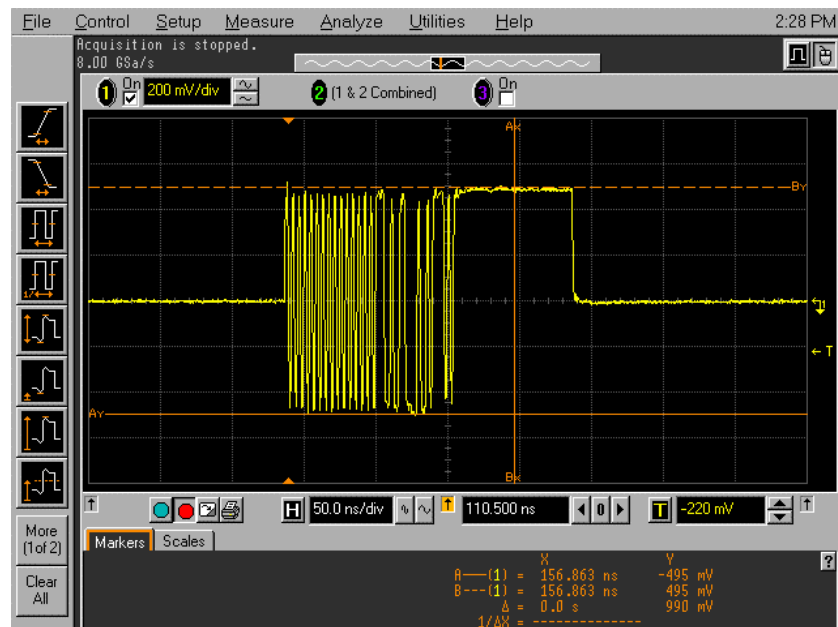 File Control Setup Measure Analyze Utilities Help 2:28 PM
Acquisition is stopped.
8.00 GSa/s
1 On 200 mV/div 2 (1 & 2 Combined) 3 On
Ax
By
Ay
Bx
1
T
1/
More
(1of 2)
Clear
All
H 50.0 ns/div 110.500 ns 0 T -220 mV
Markers Scales
?
X Y
A———(1) = 156.863 ns -495 mV
B---(1) = 156.863 ns 495 mV
Δ = 0.0 s 990 mV
1/ΔX = --------------